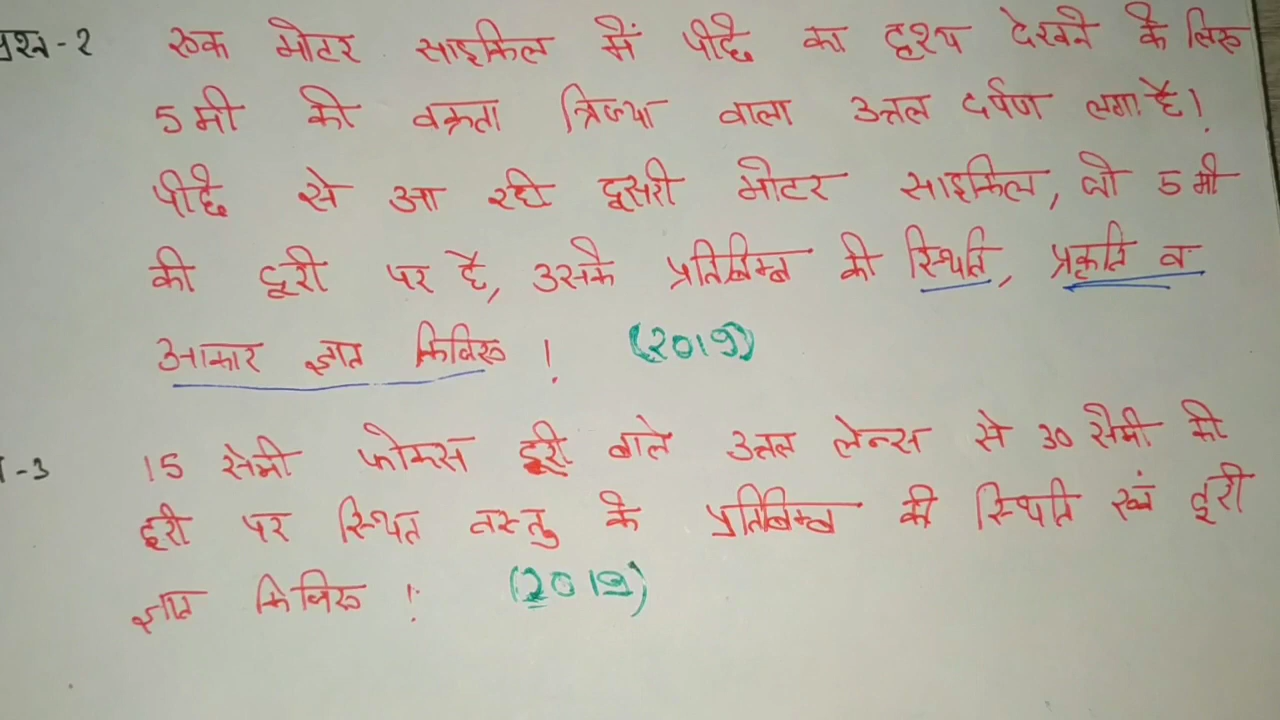 प्रश्न-२ एक मोटर साइकिल में पीछे का दृश्य देखने के लिए
5 मी की वक्रता त्रिज्या वाला उत्तल दर्पण लगा है।
पीछे से आ रही दूसरी मोटर साइकिल, जो 5 मी
की दूरी पर है, उसके प्रतिबिम्ब की स्थिति, प्रकृति व
आकार ज्ञात किजिए ! (2019)
-3 15 सेमी फोकस दूरी वाले उत्तल लेन्स से 30 सेमी की
दूरी पर स्थित वस्तु के प्रतिबिम्ब की स्थिति एवं दूरी
ज्ञात किजिए ! (2019)